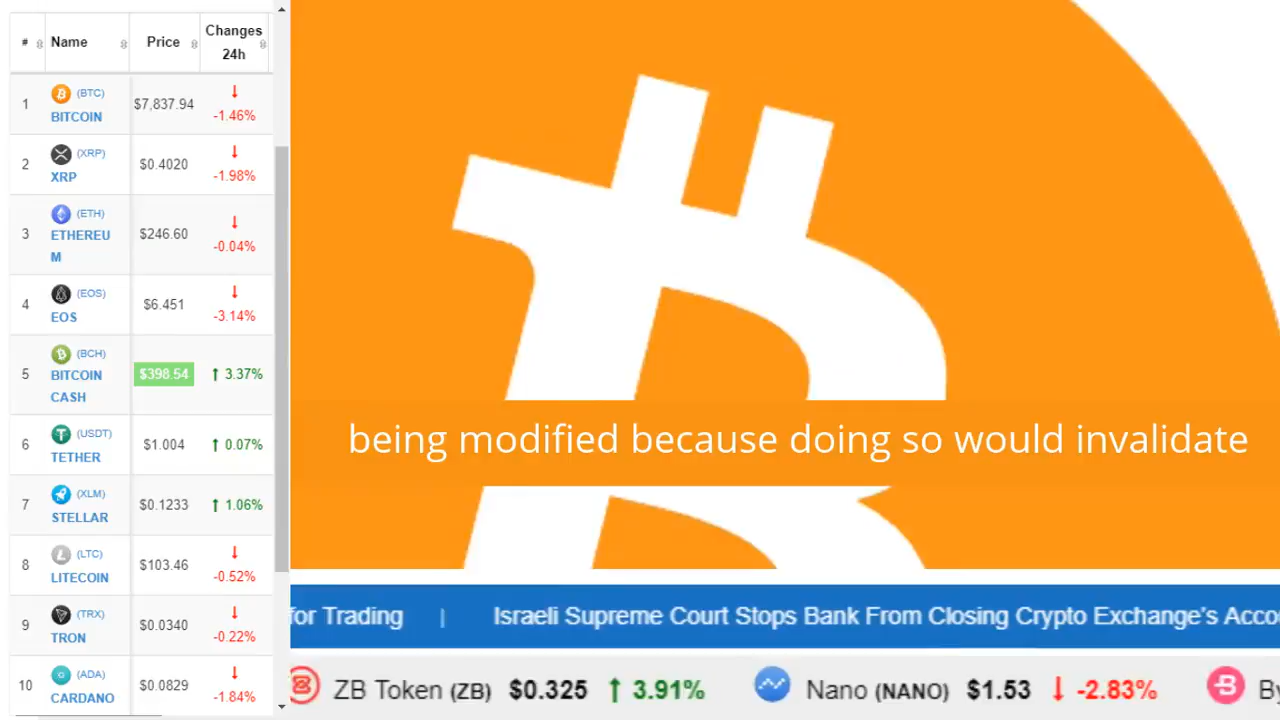 # Name Price Changes 24h
1 (BTC) BITCOIN $7,837.94 -1.46%
2 (XRP) XRP $0.4020 -1.98%
3 (ETH) ETHEREUM $246.60 -0.04%
4 (EOS) EOS $6.451 -3.14%
5 (BCH) BITCOIN CASH $398.54 3.37%
6 (USDT) TETHER $1.004 0.07%
7 (XLM) STELLAR $0.1233 1.06%
8 (LTC) LITECOIN $103.46 -0.52%
9 (TRX) TRON $0.0340 -0.22%
10 (ADA) CARDANO $0.0829 -1.84%
being modified because doing so would invalidate
for Trading | Israeli Supreme Court Stops Bank From Closing Crypto Exchange's Acco
ZB Token (ZB) $0.325 3.91% Nano (NANO) $1.53 -2.83% By